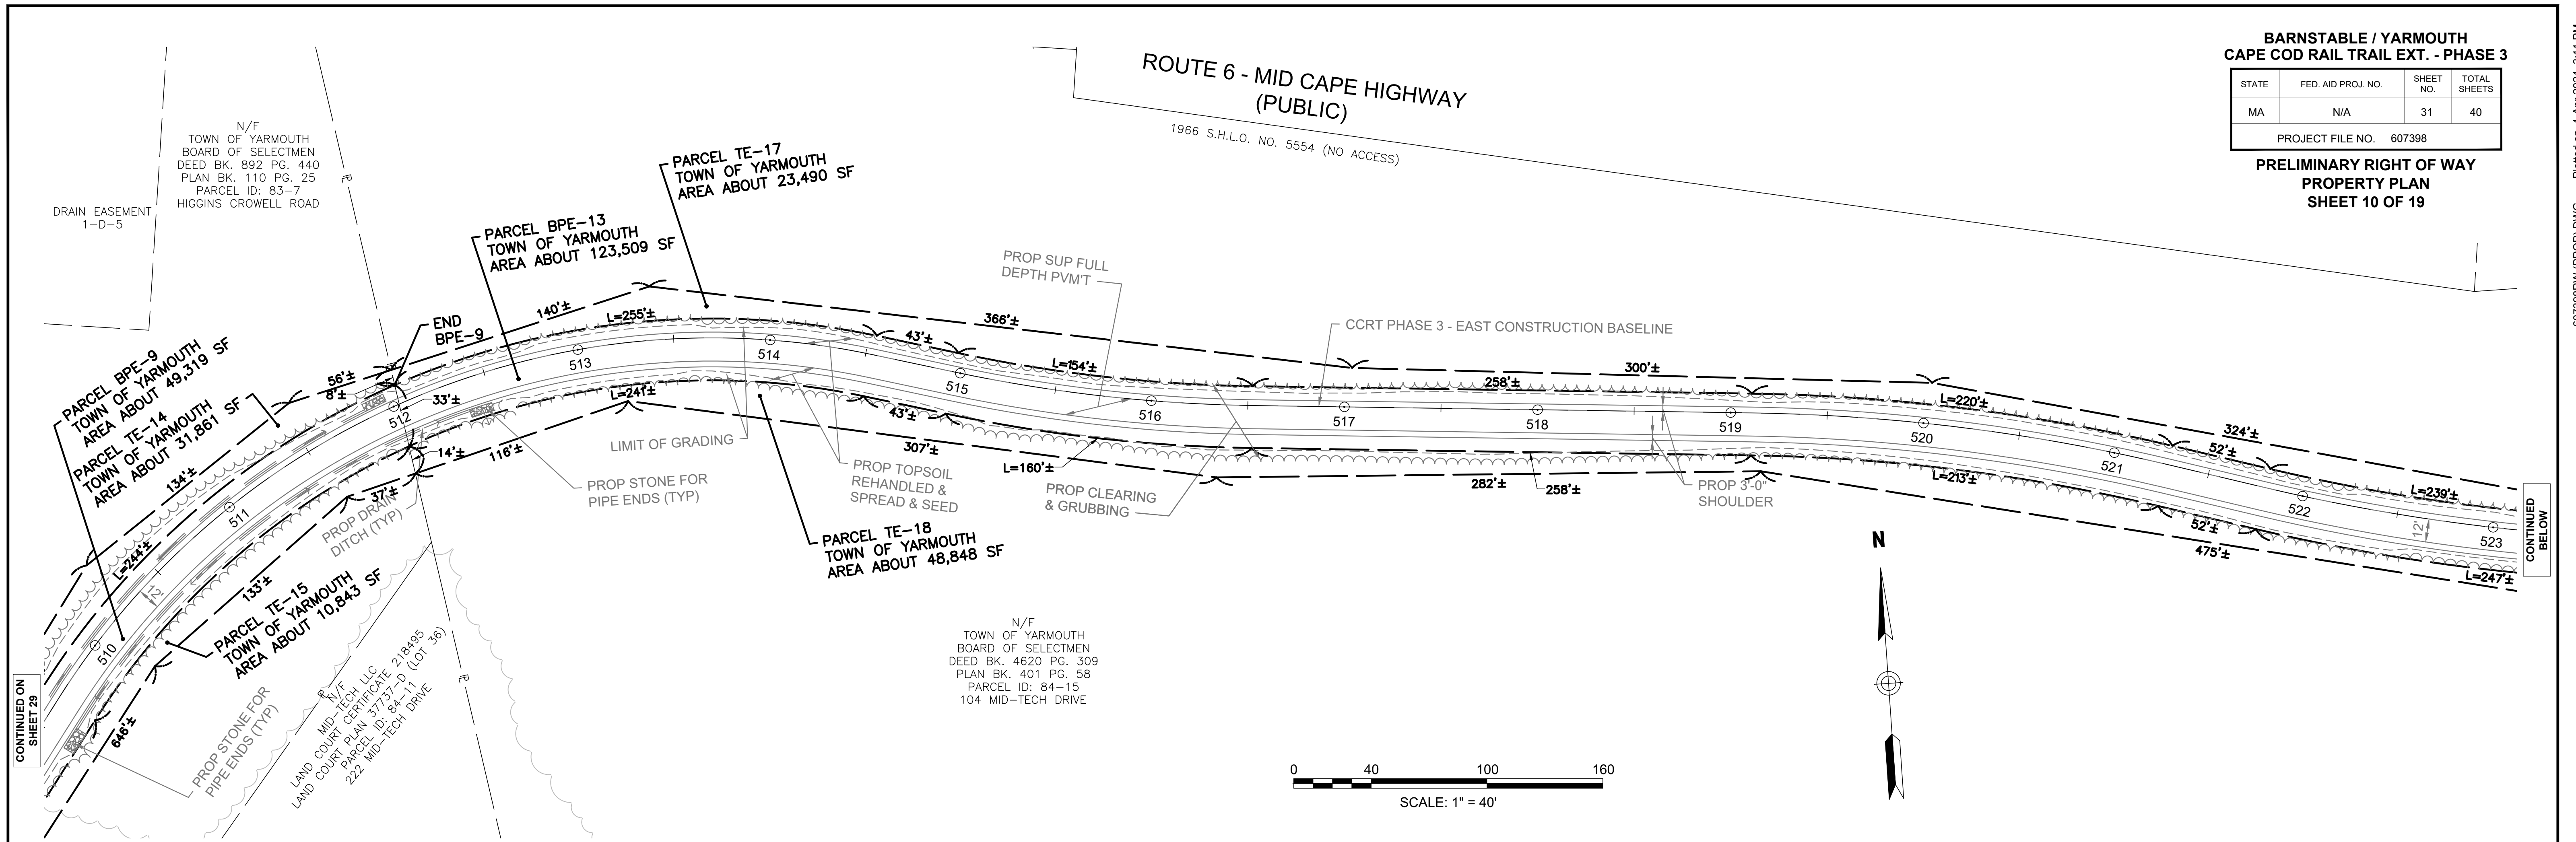 BARNSTABLE / YARMOUTH
CAPE COD RAIL TRAIL EXT. - PHASE 3
STATE
FED. AID PROJ. NO.
SHEET
NO.
TOTAL
SHEETS
MA
N/A
31
40
PROJECT FILE NO. 607398
PRELIMINARY RIGHT OF WAY
PROPERTY PLAN
SHEET 10 OF 19
ROUTE 6 - MID CAPE HIGHWAY
(PUBLIC)
1966 S.H.L.O. NO. 5554 (NO ACCESS)
N/F
TOWN OF YARMOUTH
BOARD OF SELECTMEN
DEED BK. 892 PG. 440
PLAN BK. 110 PG. 25
PARCEL ID: 83-7
HIGGINS CROWELL ROAD
DRAIN EASEMENT
1-D-5
PARCEL TE-17
TOWN OF YARMOUTH
AREA ABOUT 23,490 SF
PARCEL BPE-13
TOWN OF YARMOUTH
AREA ABOUT 123,509 SF
END
BPE-9
PARCEL BPE-9
TOWN OF YARMOUTH
AREA ABOUT 49,319 SF
PARCEL TE-14
TOWN OF YARMOUTH
AREA ABOUT 31,861 SF
PROP SUP FULL
DEPTH PVM'T
CCRT PHASE 3 - EAST CONSTRUCTION BASELINE
140'±
L=255'±
366'±
43'±
L=154'±
258'±
300'±
L=220'±
324'±
52'±
L=239'±
56'±
8'±
33'±
134'±
L=244'±
510
511
512
513
514
515
516
517
518
519
520
521
522
523
12'
12'
L=241'±
43'±
307'±
L=160'±
282'±
258'±
L=213'±
52'±
475'±
L=247'±
14'±
116'±
37'±
133'±
646'±
LIMIT OF GRADING
PROP STONE FOR
PIPE ENDS (TYP)
PROP DRAIN
DITCH (TYP)
PROP TOPSOIL
REHANDLED &
SPREAD & SEED
PROP CLEARING
& GRUBBING
PROP 3'-0"
SHOULDER
PARCEL TE-18
TOWN OF YARMOUTH
AREA ABOUT 48,848 SF
PARCEL TE-15
TOWN OF YARMOUTH
AREA ABOUT 10,843 SF
PROP STONE FOR
PIPE ENDS (TYP)
N/F
MID-TECH LLC
LAND COURT CERTIFICATE 218495
LAND COURT PLAN 37737-D (LOT 36)
PARCEL ID: 84-11
222 MID-TECH DRIVE
N/F
TOWN OF YARMOUTH
BOARD OF SELECTMEN
DEED BK. 4620 PG. 309
PLAN BK. 401 PG. 58
PARCEL ID: 84-15
104 MID-TECH DRIVE
CONTINUED ON
SHEET 29
CONTINUED
BELOW
N
0 40 100 160
SCALE: 1" = 40'